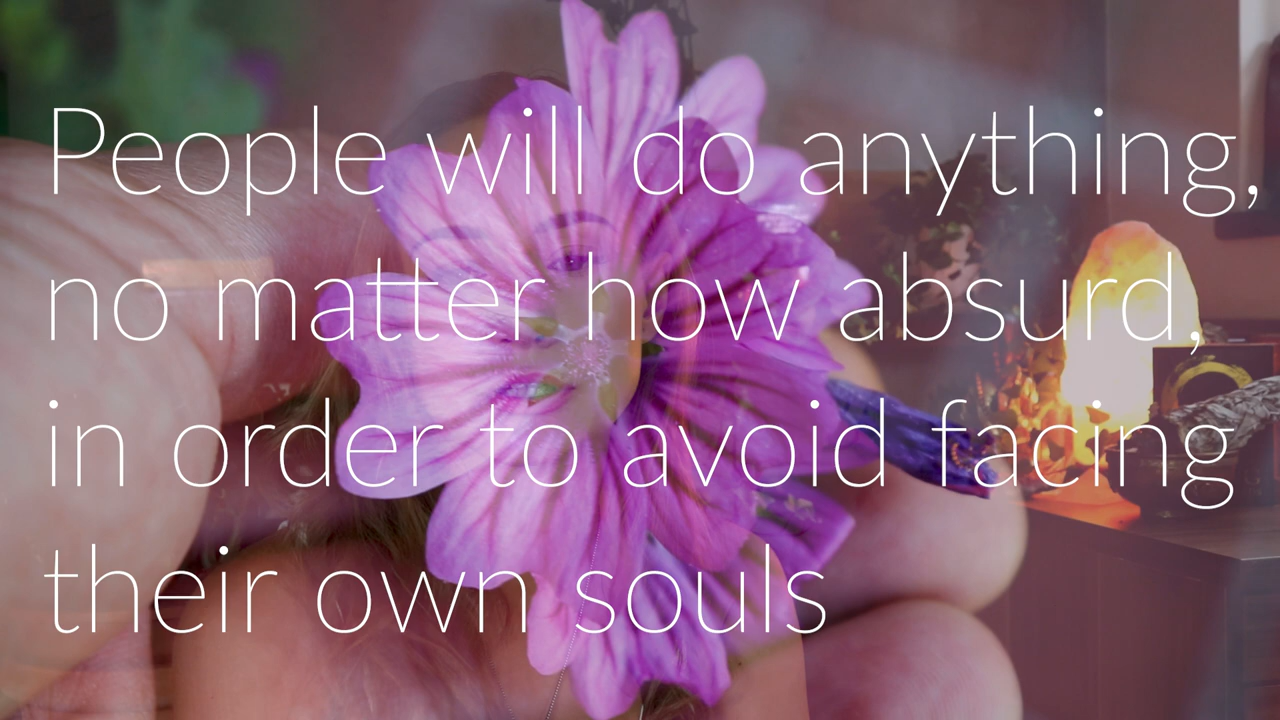 People will do anything,
no matter how absurd,
in order to avoid facing
their own souls